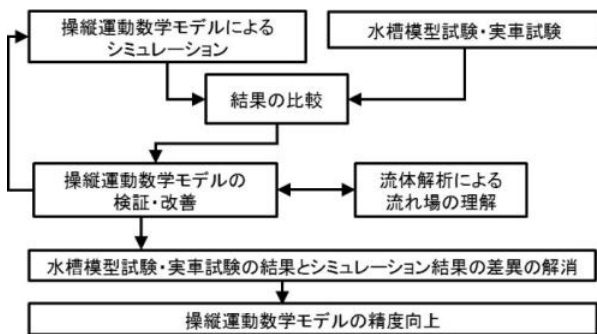 操縦運動数学モデルによる
シミュレーション
水槽模型試験・実車試験
結果の比較
操縦運動数学モデルの
検証・改善
流体解析による
流れ場の理解
水槽模型試験・実車試験の結果とシミュレーション結果の差異の解消
操縦運動数学モデルの精度向上